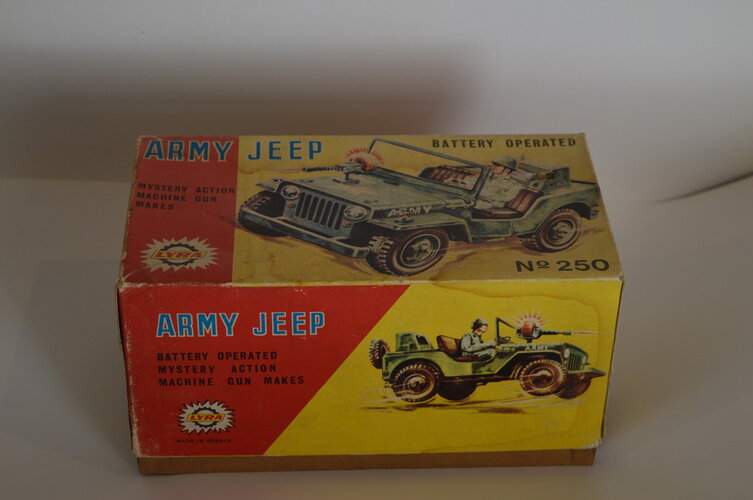 ARMY JEEP
BATTERY OPERATED
MYSTERY ACTION
MACHINE GUN
MAKES
ARMY
LYRA
Nº 250
ARMY JEEP
BATTERY OPERATED
MYSTERY ACTION
MACHINE GUN MAKES
ARMY
LYRA
MADE IN GREECE